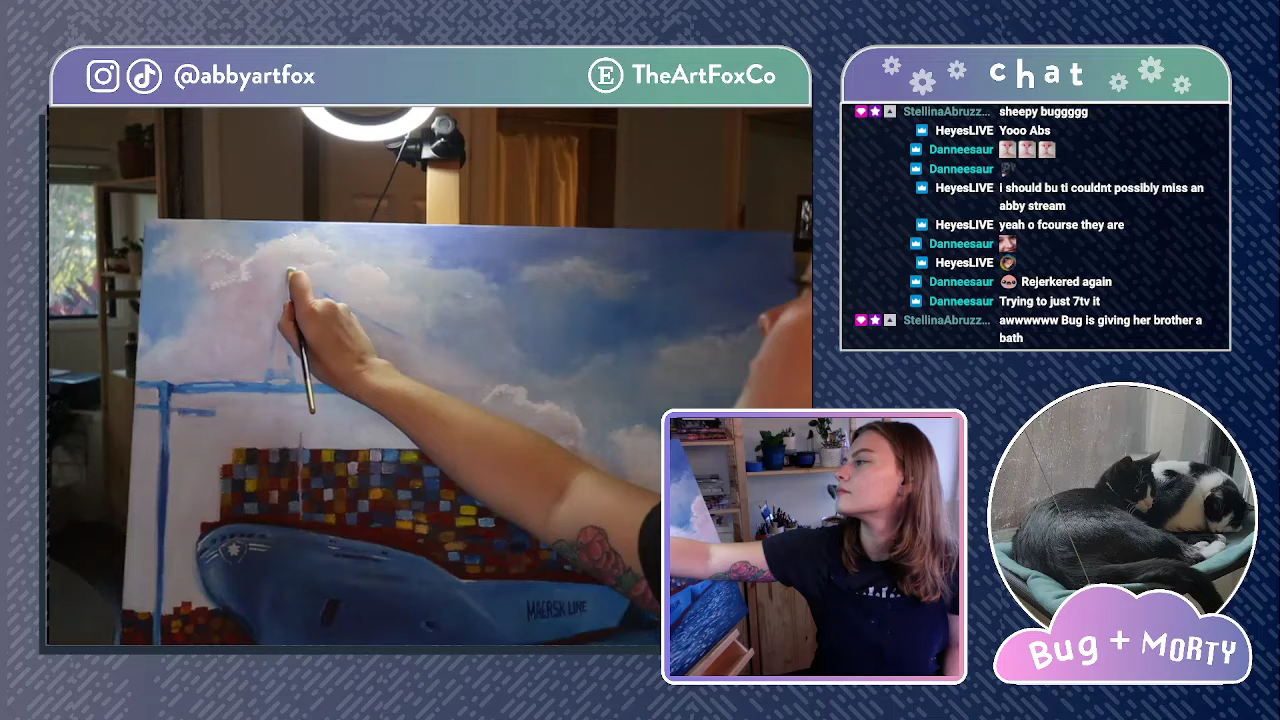 @abbyartfox
E TheArtFoxCo
chat
StellinaAbruzz... sheepy buggggg
HeyesLIVE Yooo Abs
Danneesaur
Danneesaur
HeyesLIVE i should bu ti couldnt possibly miss an
abby stream
HeyesLIVE yeah o fcourse they are
Danneesaur
HeyesLIVE
Danneesaur Rejerkered again
Danneesaur Trying to just 7tv it
StellinaAbruzz... awwwwww Bug is giving her brother a
bath
MAERSK LINE
Bug + MORTY